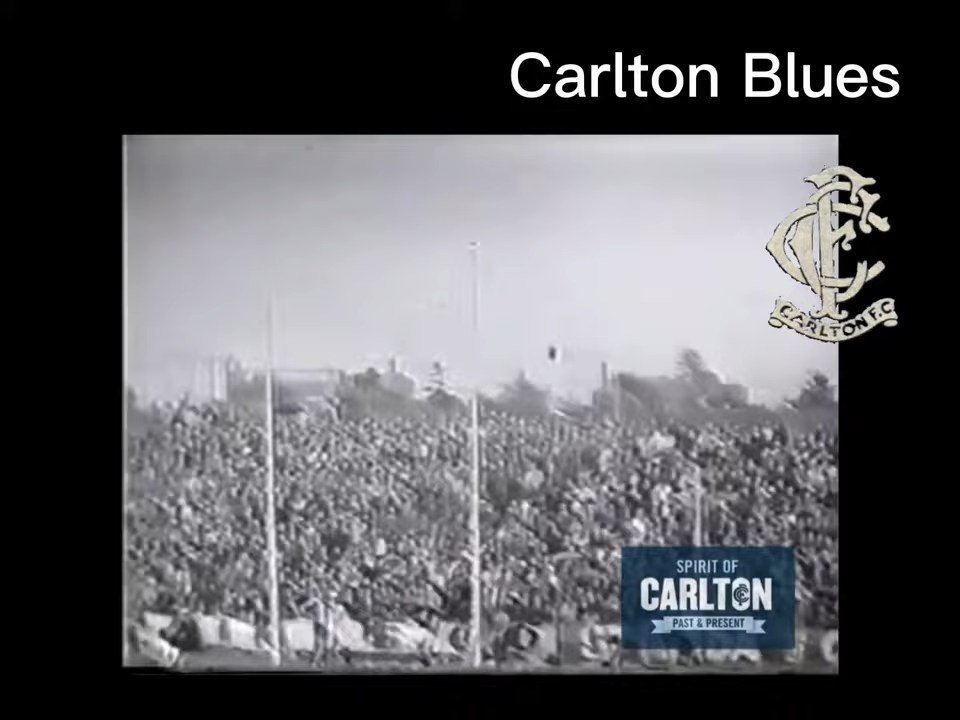 Carlton Blues
CARLTON F.C
SPIRIT OF
CARLTON
PAST & PRESENT